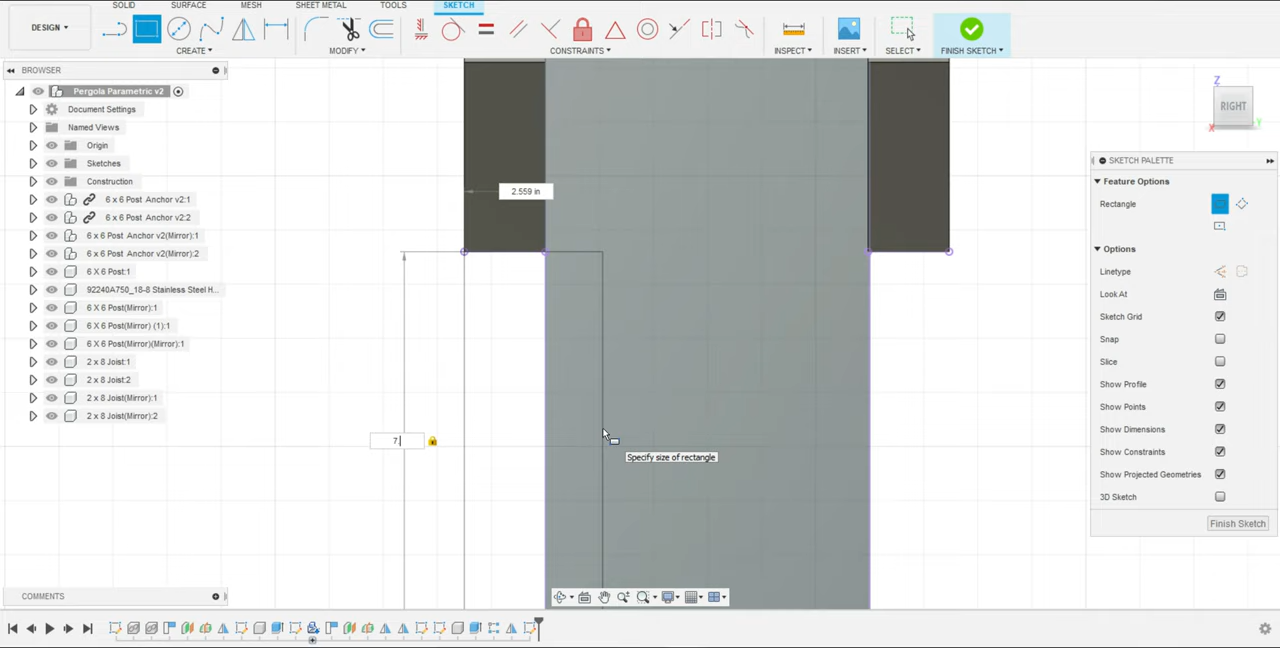 SOLID SURFACE MESH SHEET METAL TOOLS SKETCH
DESIGN
CREATE MODIFY CONSTRAINTS INSPECT INSERT SELECT FINISH SKETCH
BROWSER
Pergola Parametric v2
Document Settings
Named Views
Origin
Sketches
Construction
6 x 6 Post Anchor v2:1
6 x 6 Post Anchor v2:2
6 x 6 Post Anchor v2(Mirror):1
6 x 6 Post Anchor v2(Mirror):2
6 X 6 Post:1
92240A750_18-8 Stainless Steel H...
6 X 6 Post(Mirror):1
6 X 6 Post(Mirror) (1):1
6 X 6 Post(Mirror)(Mirror):1
2 x 8 Joist:1
2 x 8 Joist:2
2 x 8 Joist(Mirror):1
2 x 8 Joist(Mirror):2
COMMENTS
2.559 in
7.
Specify size of rectangle
Z
RIGHT
X
Y
SKETCH PALETTE
Feature Options
Rectangle
Options
Linetype
Look At
Sketch Grid
Snap
Slice
Show Profile
Show Points
Show Dimensions
Show Constraints
Show Projected Geometries
3D Sketch
Finish Sketch